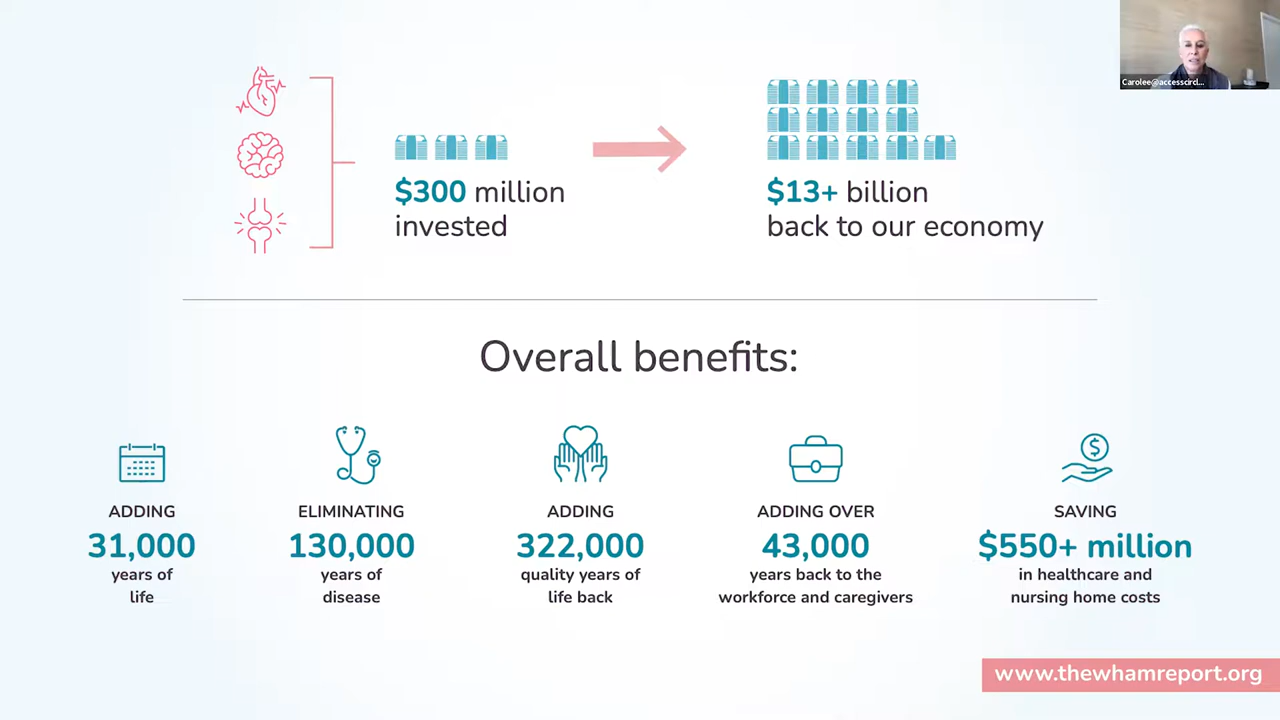 Carolee@accesscircl...
$300 million
invested
$13+ billion
back to our economy
Overall benefits:
ADDING
31,000
years of
life
ELIMINATING
130,000
years of
disease
ADDING
322,000
quality years of
life back
ADDING OVER
43,000
years back to the
workforce and caregivers
SAVING
$550+ million
in healthcare and
nursing home costs
www.thewhamreport.org